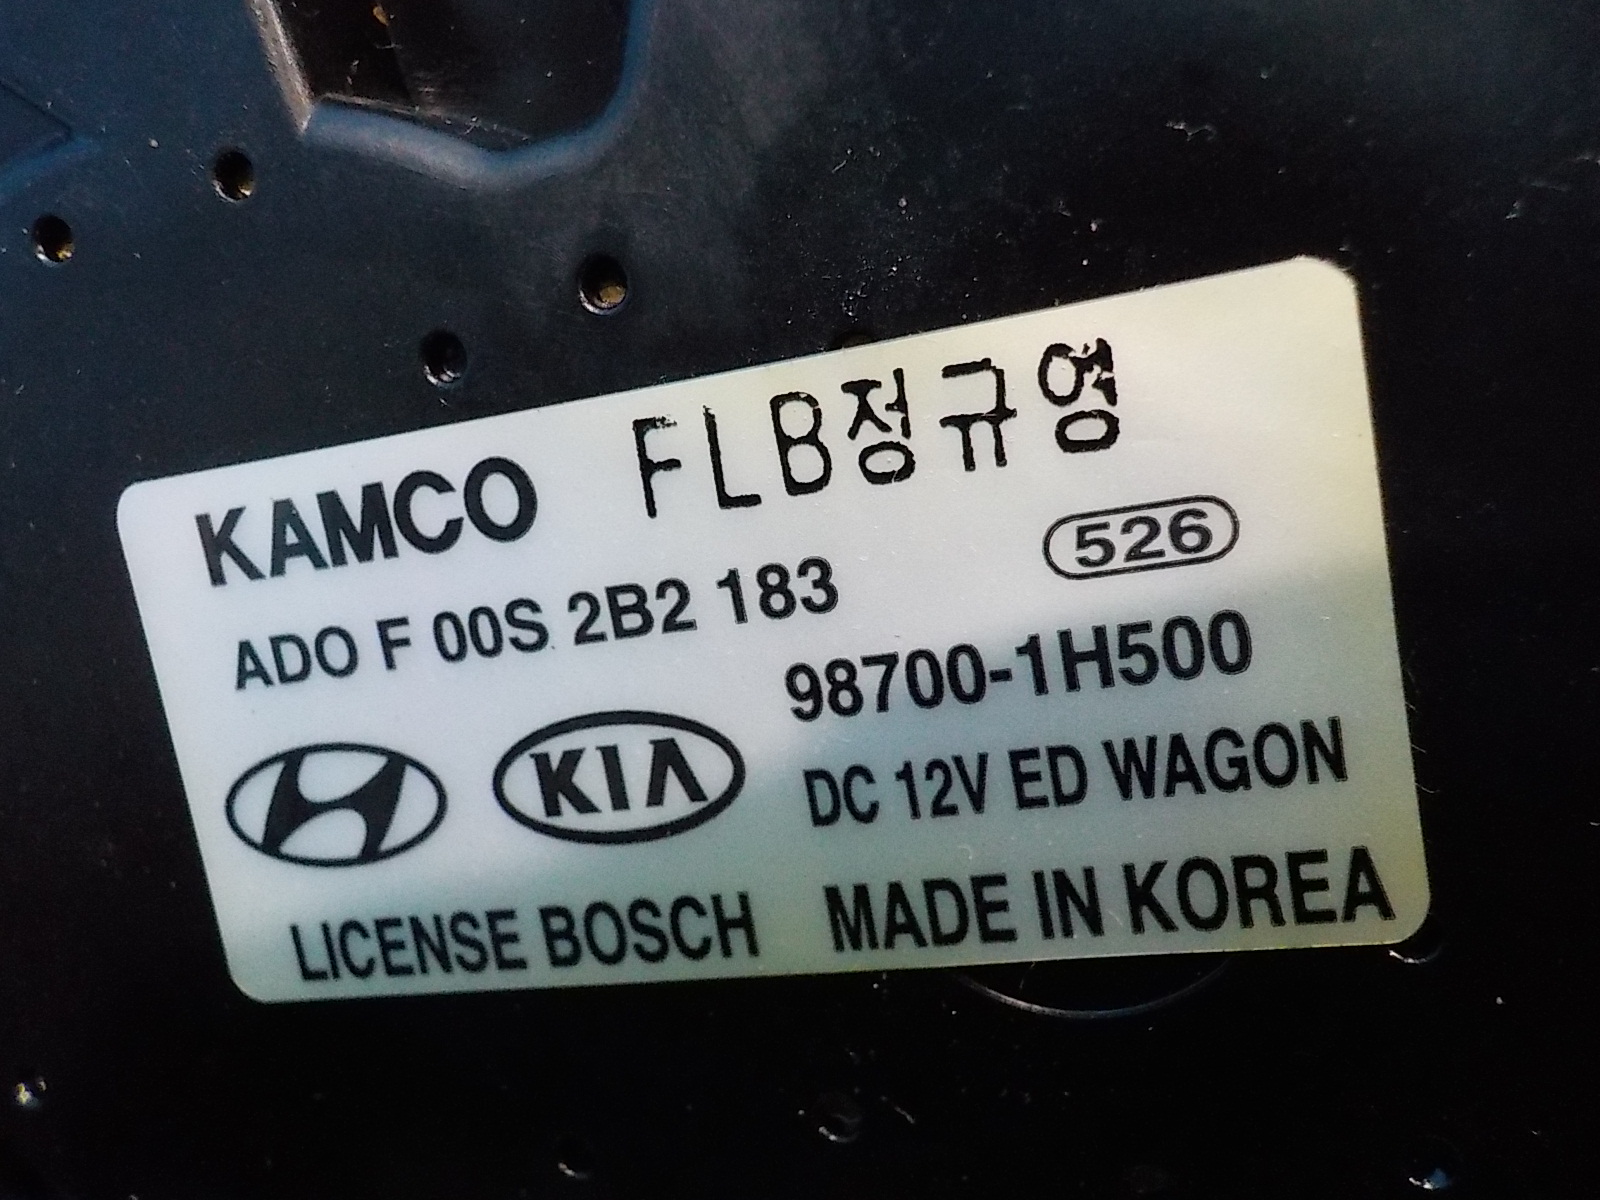 KAMCO FLB정규영
ADO F 00S 2B2 183 526
98700-1H500
KIA DC 12V ED WAGON
LICENSE BOSCH MADE IN KOREA